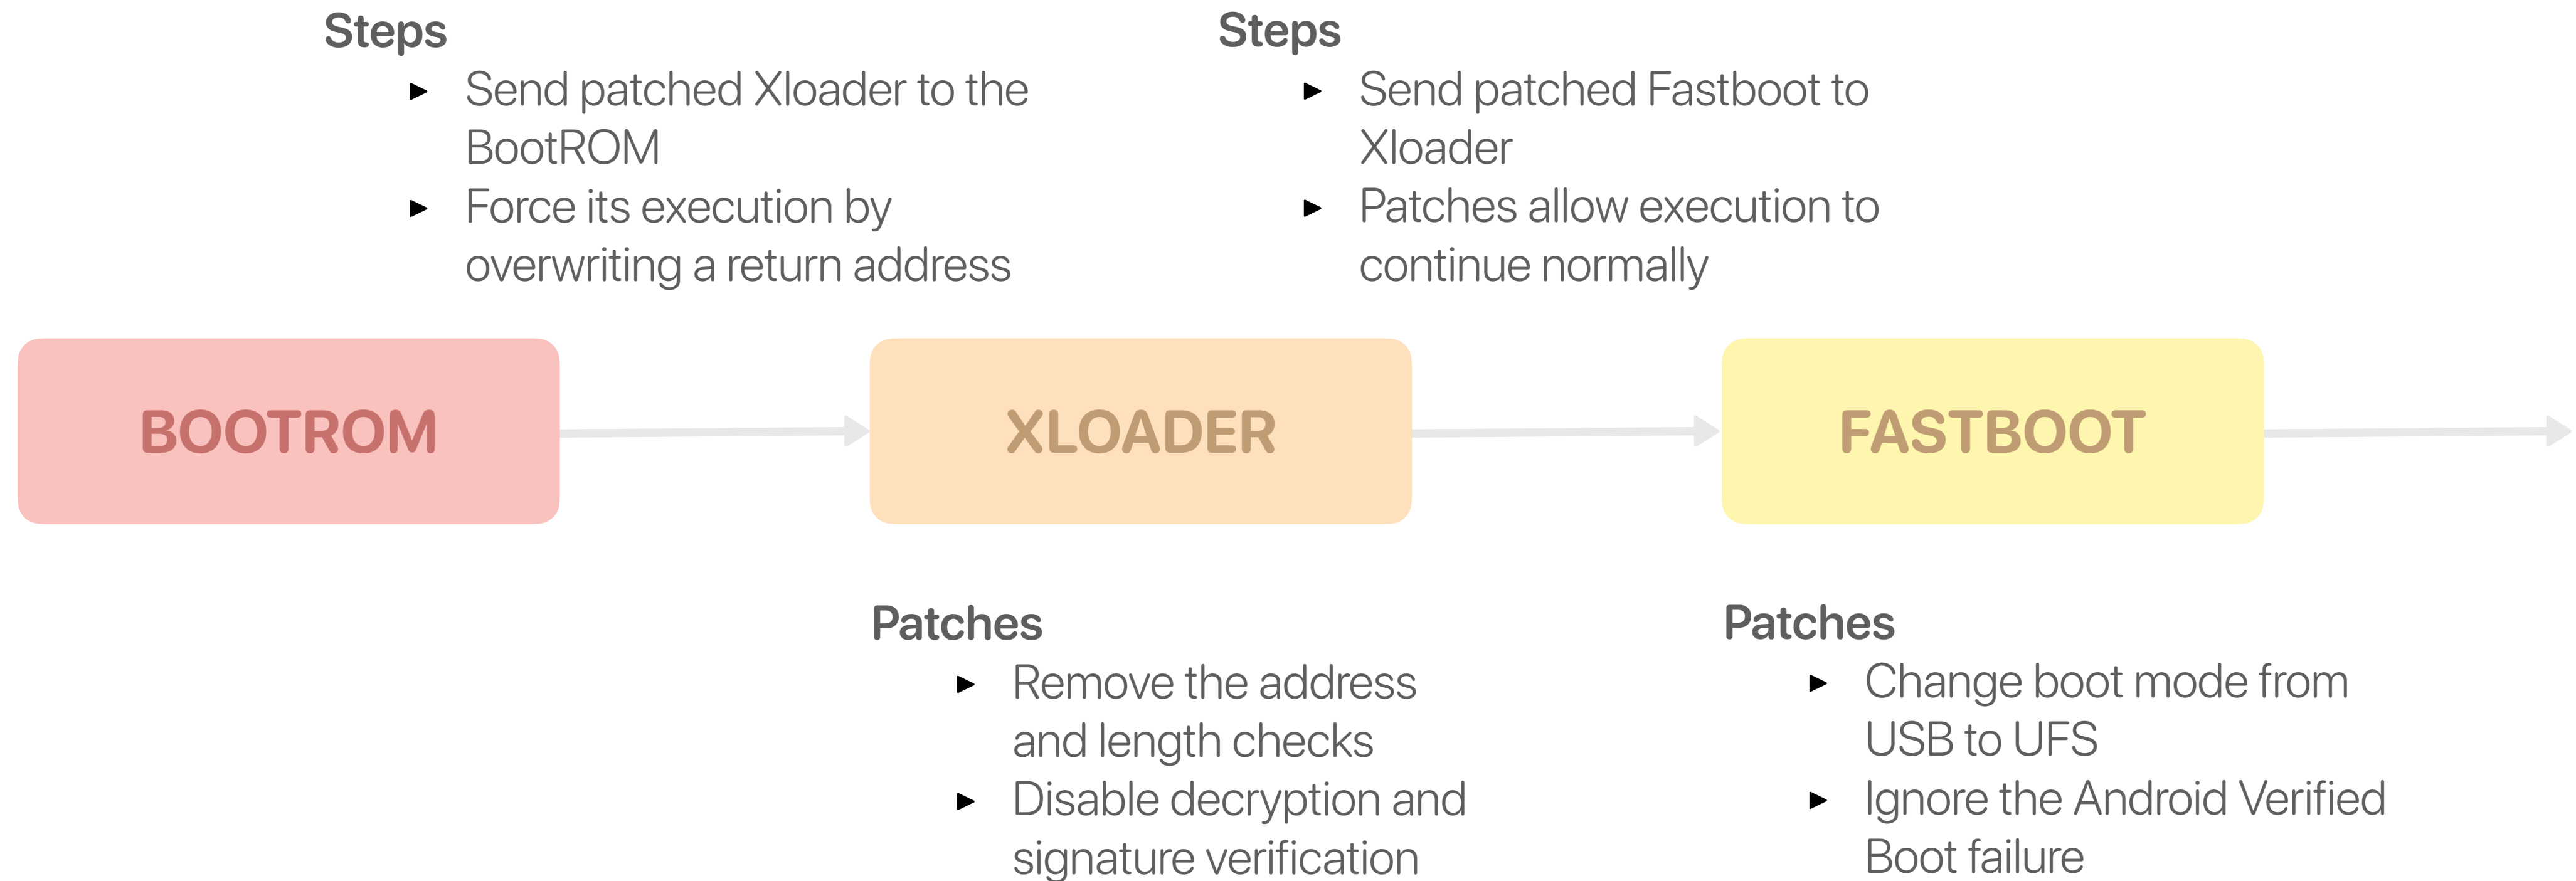 Steps
► Send patched Xloader to the
BootROM
► Force its execution by
overwriting a return address
Steps
► Send patched Fastboot to
Xloader
► Patches allow execution to
continue normally
BOOTROM
XLOADER
FASTBOOT
Patches
► Remove the address
and length checks
► Disable decryption and
signature verification
Patches
► Change boot mode from
USB to UFS
► Ignore the Android Verified
Boot failure